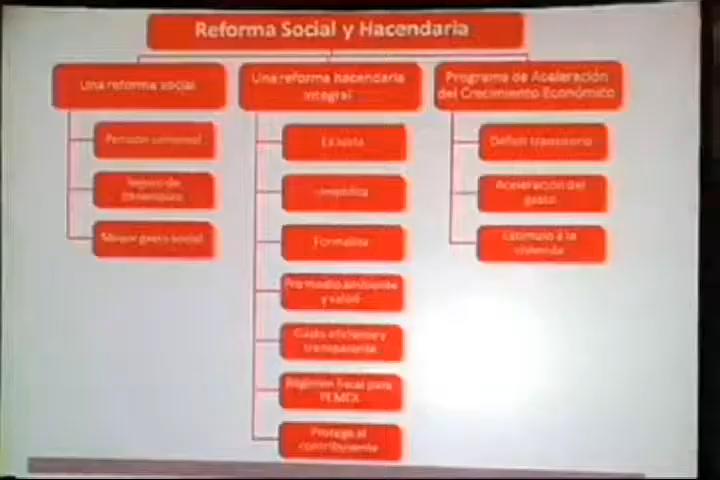 Reforma Social y Hacendaria
Una reforma social
Pensión universal
Seguro de
desempleo
Mayor gasto social
Una reforma hacendaria
integral
Es justa
Simplifica
Formaliza
Pro medio ambiente
y salud
Gasto eficiente y
transparente
Régimen fiscal para
PEMEX
Protege al
contribuyente
Programa de Aceleración
del Crecimiento Económico
Déficit transitorio
Aceleración del
gasto
Estímulo a la
vivienda